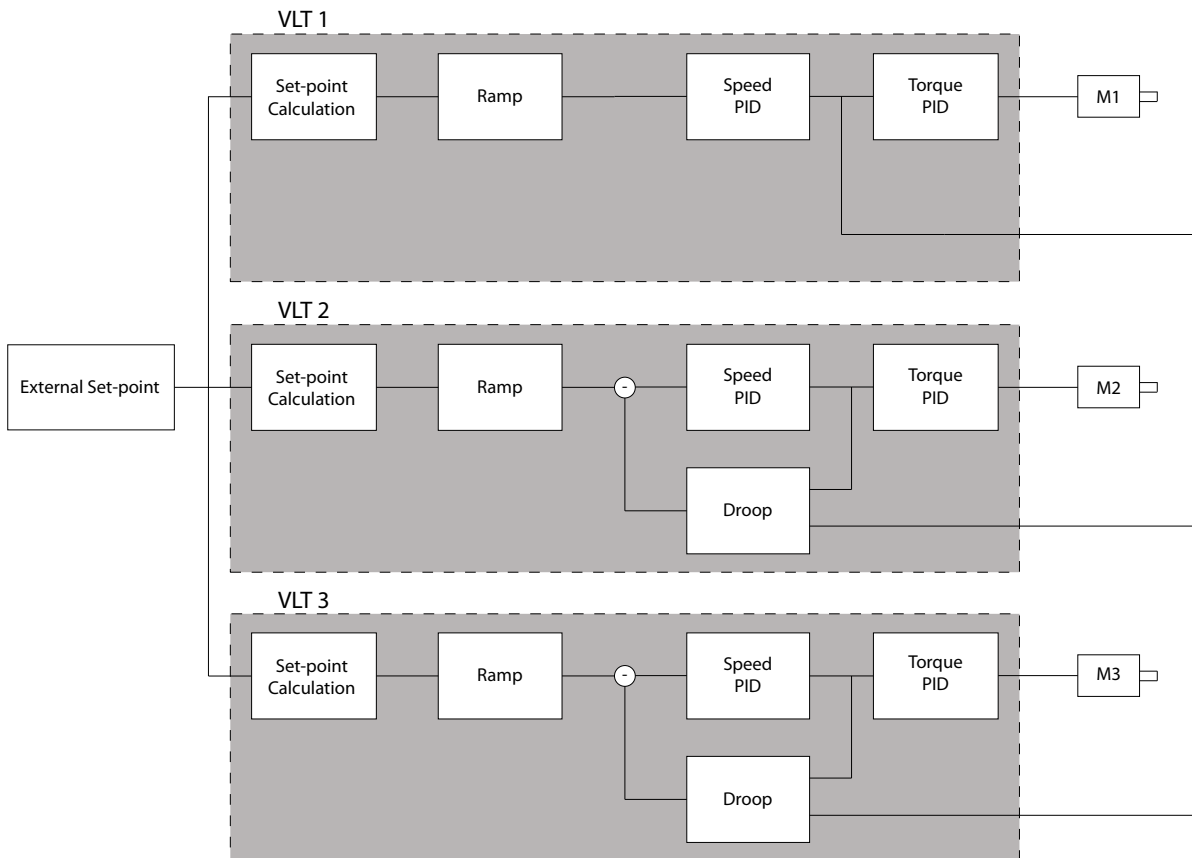 VLT 1
Set-point
Calculation
Ramp
Speed
PID
Torque
PID
M1
VLT 2
External Set-point
Set-point
Calculation
Ramp
-
Speed
PID
Torque
PID
M2
Droop
VLT 3
Set-point
Calculation
Ramp
-
Speed
PID
Torque
PID
M3
Droop